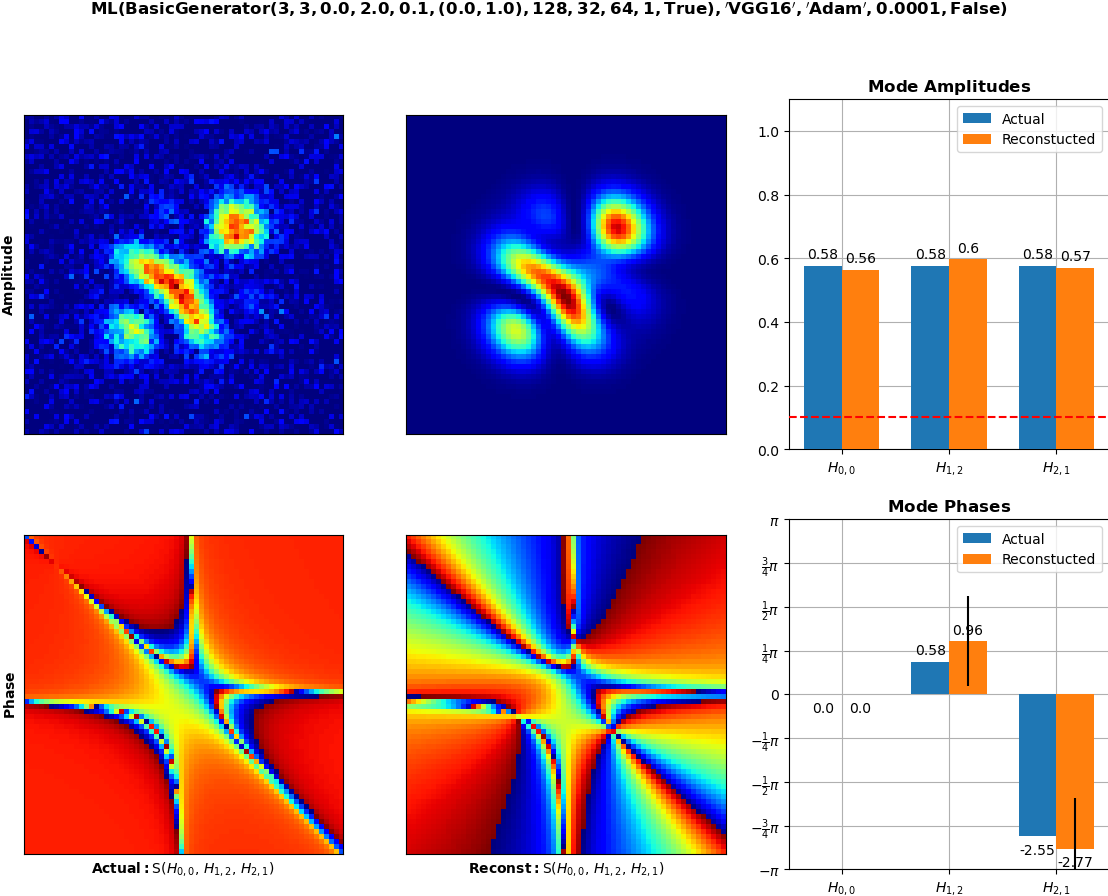 ML(BasicGenerator(3, 3, 0.0, 2.0, 0.1, (0.0, 1.0), 128, 32, 64, 1, True), 'VGG16', 'Adam', 0.0001, False)
Amplitude
Mode Amplitudes
Actual
Reconstucted
1.0
0.8
0.6
0.4
0.2
0.0
0.58 0.56 0.58 0.6 0.58 0.57
H0,0 H1,2 H2,1
Phase
Actual: S(H0,0, H1,2, H2,1)
Reconst: S(H0,0, H1,2, H2,1)
Mode Phases
Actual
Reconstucted
π
3/4π
1/2π
1/4π
0
−1/4π
−1/2π
−3/4π
−π
0.0 0.0 0.58 0.96 -2.55 -2.77
H0,0 H1,2 H2,1